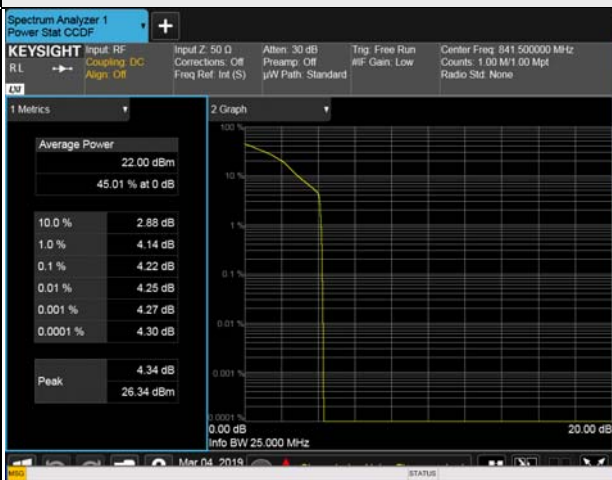 Spectrum Analyzer 1
Power Stat CCDF
+
KEYSIGHT
RL
LXI
Input: RF
Coupling: DC
Align: Off
Input Z: 50 Ω
Corrections: Off
Freq Ref: Int (S)
Atten: 30 dB
Preamp: Off
µW Path: Standard
Trig: Free Run
#IF Gain: Low
Center Freq: 841.500000 MHz
Counts: 1.00 M/1.00 Mpt
Radio Std: None
1 Metrics
Average Power
22.00 dBm
45.01 % at 0 dB
10.0 % 2.88 dB
1.0 % 4.14 dB
0.1 % 4.22 dB
0.01 % 4.25 dB
0.001 % 4.27 dB
0.0001 % 4.30 dB
Peak
4.34 dB
26.34 dBm
2 Graph
100 %
10 %
1 %
0.1 %
0.01 %
0.001 %
0.0001 %
0.00 dB 20.00 dB
Info BW 25.000 MHz
Mar 04, 2019
MSG STATUS